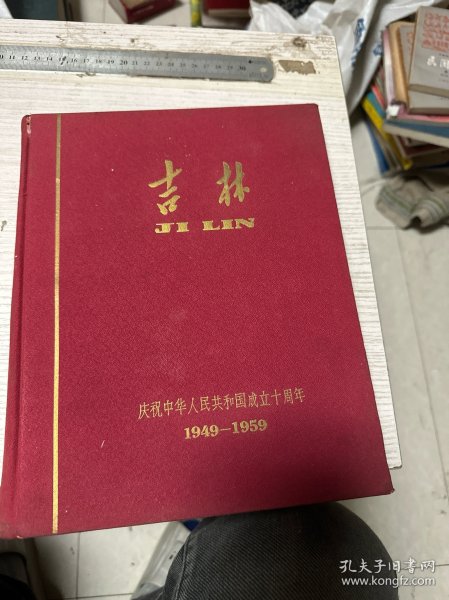 吉林
JI LIN
庆祝中华人民共和国成立十周年
1949—1959
孔夫子旧书网
www.kongfz.com